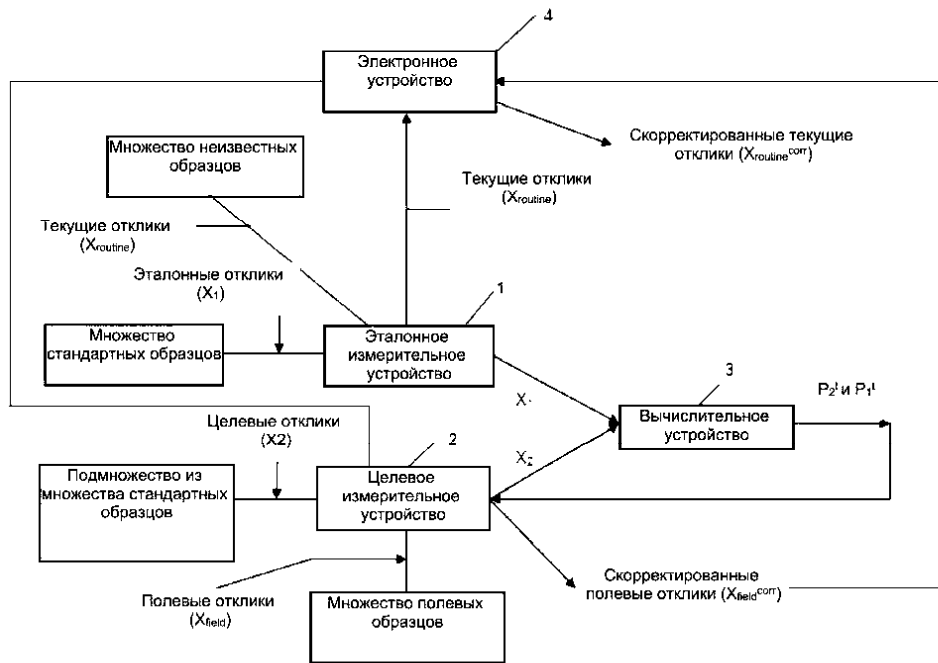 4
Электронное
устройство
Скорректированные текущие
отклики (Xroutineᶜᵒʳʳ)
Множество неизвестных
образцов
Текущие отклики
(Xroutine)
Текущие отклики
(Xroutine)
Эталонные отклики
(X₁)
1
Множество
стандартных образцов
Эталонное
измерительное
устройство
3
X₁
P₂ᵗ и P₁ᵗ
Вычислительное
устройство
Целевые отклики
(X2)
2
X₂
Подмножество из
множества стандартных
образцов
Целевое
измерительное
устройство
Скорректированные
полевые отклики (Xfieldᶜᵒʳʳ)
Полевые отклики
(Xfield)
Множество полевых
образцов